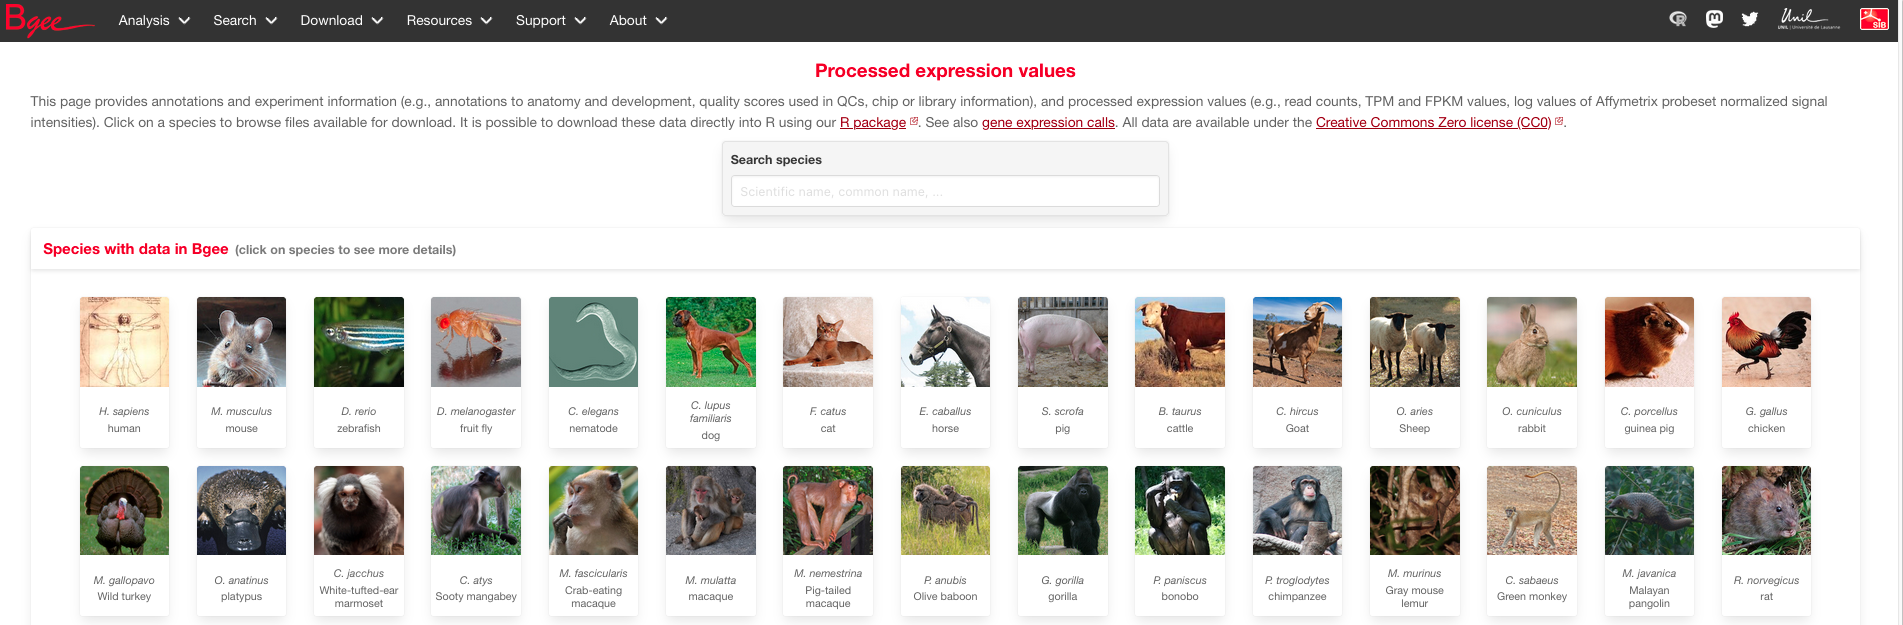 Bgee Analysis Search Download Resources Support About R Unil SIB
UNIL | Université de Lausanne
Processed expression values
This page provides annotations and experiment information (e.g., annotations to anatomy and development, quality scores used in QCs, chip or library information), and processed expression values (e.g., read counts, TPM and FPKM values, log values of Affymetrix probeset normalized signal
intensities). Click on a species to browse files available for download. It is possible to download these data directly into R using our R package. See also gene expression calls. All data are available under the Creative Commons Zero license (CC0).
Search species
Scientific name, common name, ...
Species with data in Bgee (click on species to see more details)
H. sapiens
human
M. musculus
mouse
D. rerio
zebrafish
D. melanogaster
fruit fly
C. elegans
nematode
C. lupus
familiaris
dog
F. catus
cat
E. caballus
horse
S. scrofa
pig
B. taurus
cattle
C. hircus
Goat
O. aries
Sheep
O. cuniculus
rabbit
C. porcellus
guinea pig
G. gallus
chicken
M. gallopavo
Wild turkey
O. anatinus
platypus
C. jacchus
White-tufted-ear
marmoset
C. atys
Sooty mangabey
M. fascicularis
Crab-eating
macaque
M. mulatta
macaque
M. nemestrina
Pig-tailed
macaque
P. anubis
Olive baboon
G. gorilla
gorilla
P. paniscus
bonobo
P. troglodytes
chimpanzee
M. murinus
Gray mouse
lemur
C. sabaeus
Green monkey
M. javanica
Malayan
pangolin
R. norvegicus
rat